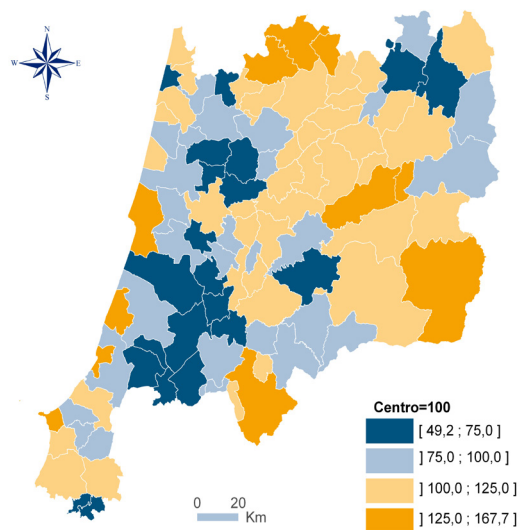 N
W E
S
Centro=100
[ 49,2 ; 75,0 ]
] 75,0 ; 100,0 ]
] 100,0 ; 125,0 ]
] 125,0 ; 167,7 ]
0 20
Km